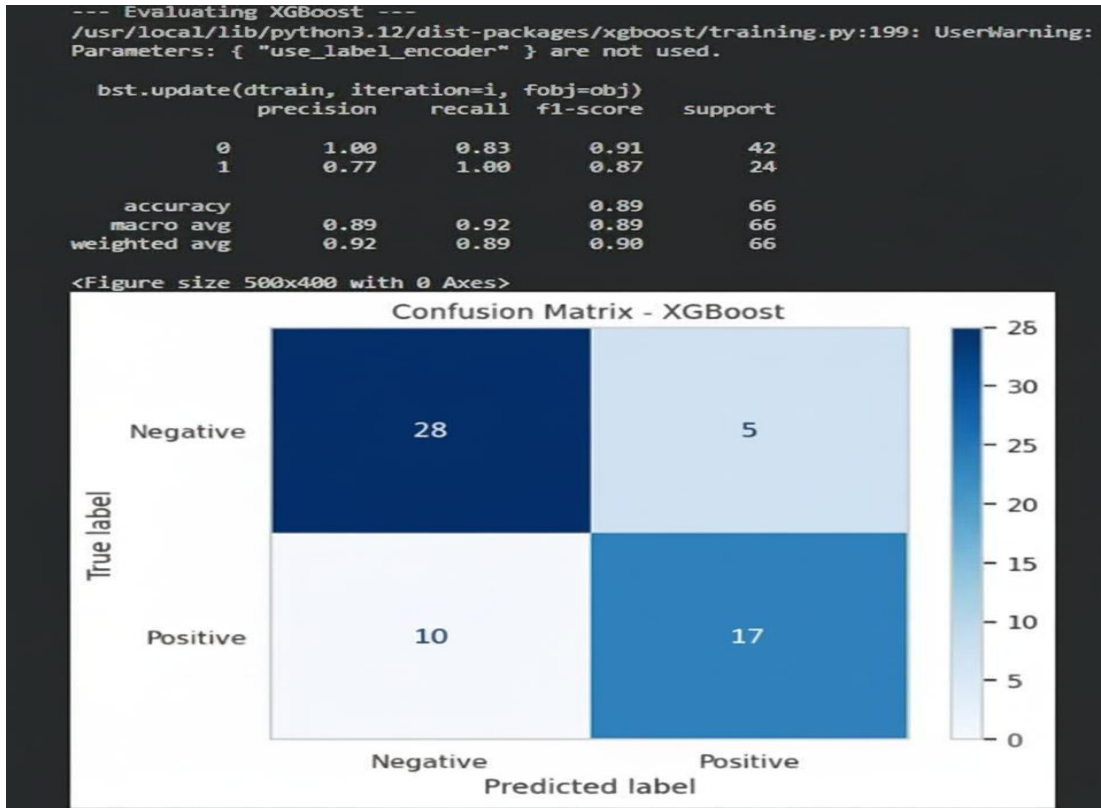 --- Evaluating XGBoost ---
/usr/local/lib/python3.12/dist-packages/xgboost/training.py:199: UserWarning:
Parameters: { "use_label_encoder" } are not used.
bst.update(dtrain, iteration=i, fobj=obj)
precision recall f1-score support
0 1.00 0.83 0.91 42
1 0.77 1.00 0.87 24
accuracy 0.89 66
macro avg 0.89 0.92 0.89 66
weighted avg 0.92 0.89 0.90 66
<Figure size 500x400 with 0 Axes>
Confusion Matrix - XGBoost
True label
Negative
28
5
Positive
10
17
Negative
Positive
Predicted label
25
30
25
20
15
10
5
0